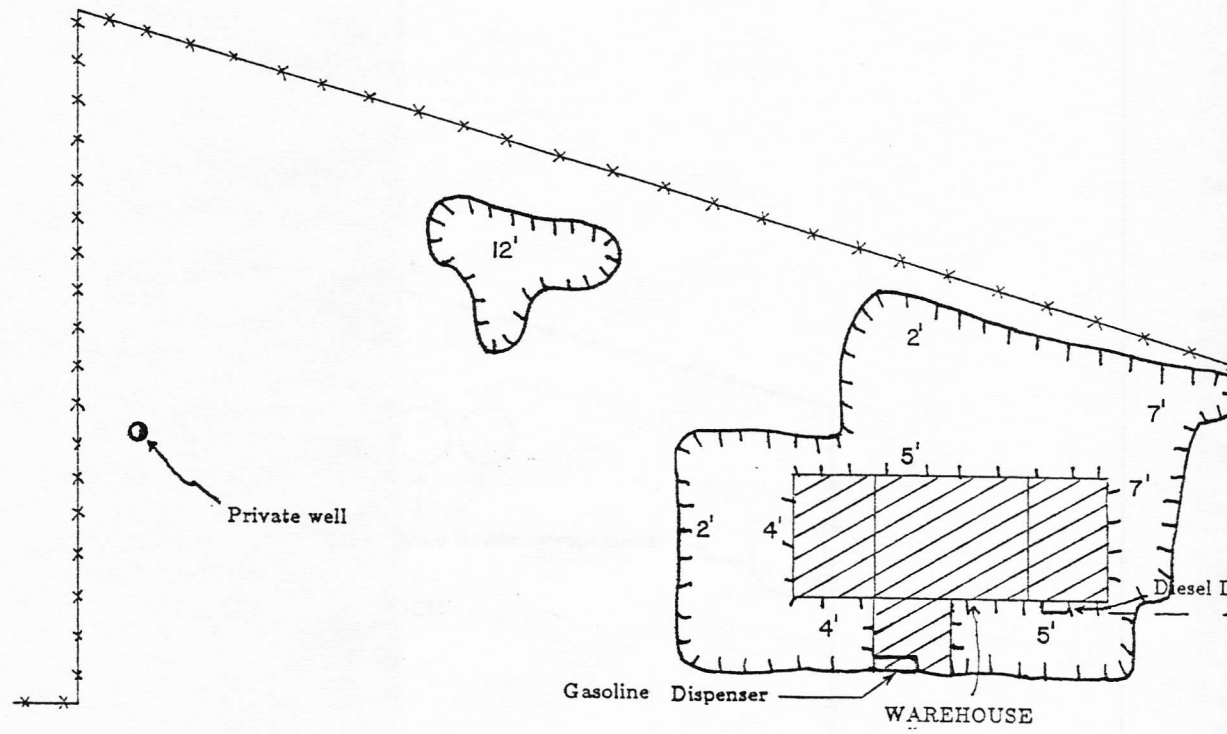 12'
2'
7'
5'
7'
Private well
2'
4'
Diesel D
4'
5'
Gasoline Dispenser
WAREHOUSE